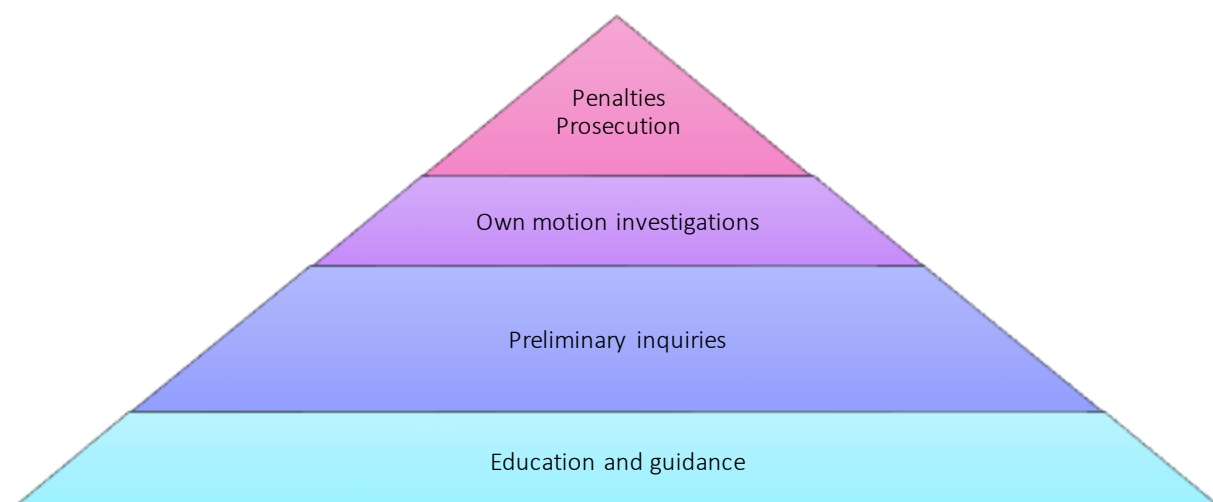 Penalties
Prosecution
Own motion investigations
Preliminary inquiries
Education and guidance